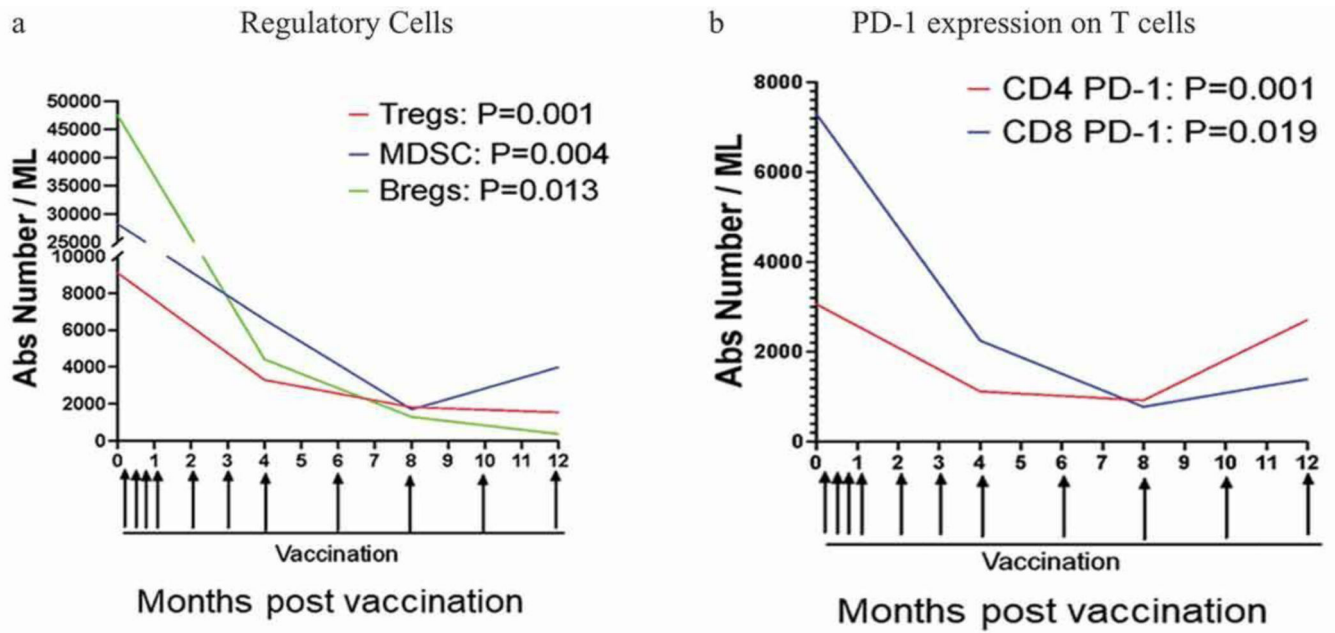 a Regulatory Cells
50000
45000
40000
35000
30000
25000
10000
8000
6000
4000
2000
0
Abs Number / ML
Tregs: P=0.001
MDSC: P=0.004
Bregs: P=0.013
0 1 2 3 4 5 6 7 8 9 10 11 12
Vaccination
Months post vaccination
b PD-1 expression on T cells
8000
6000
4000
2000
0
Abs Number / ML
CD4 PD-1: P=0.001
CD8 PD-1: P=0.019
0 1 2 3 4 5 6 7 8 9 10 11 12
Vaccination
Months post vaccination